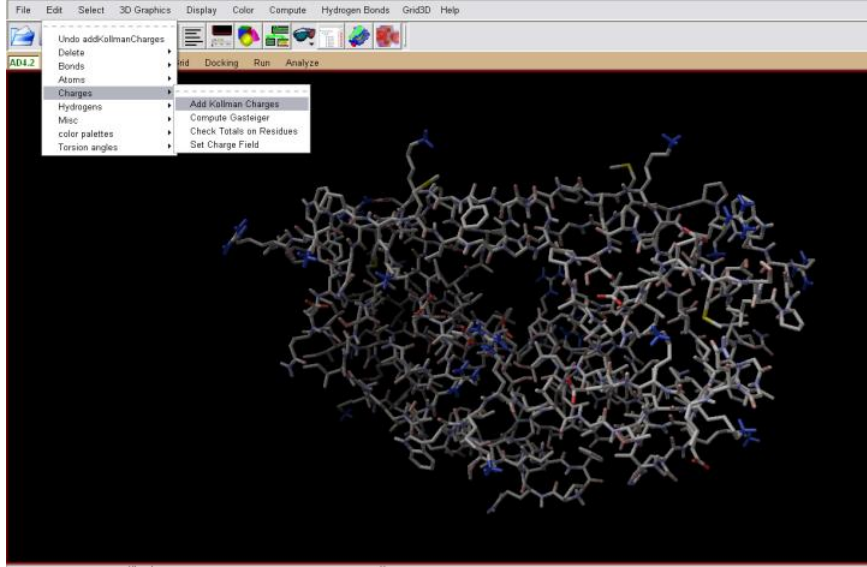 File Edit Select 3D Graphics Display Color Compute Hydrogen Bonds Grid3D Help
Undo addKollmanCharges
Delete
AD4.2 Docking Run Analyze
Bonds
Atoms
Charges
Hydrogens
Misc
color palettes
Torsion angles
Add Kollman Charges
Compute Gasteiger
Check Totals on Residues
Set Charge Field